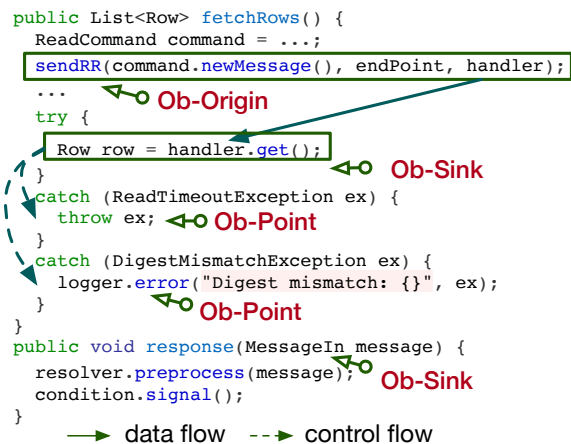 public List<Row> fetchRows() {
ReadCommand command = ...;
sendRR(command.newMessage(), endPoint, handler);
...
Ob-Origin
try {
Row row = handler.get();
Ob-Sink
}
catch (ReadTimeoutException ex) {
throw ex;
Ob-Point
}
catch (DigestMismatchException ex) {
logger.error("Digest mismatch: {}", ex);
}
Ob-Point
}
public void response(MessageIn message) {
resolver.preprocess(message);
Ob-Sink
condition.signal();
}
data flow control flow